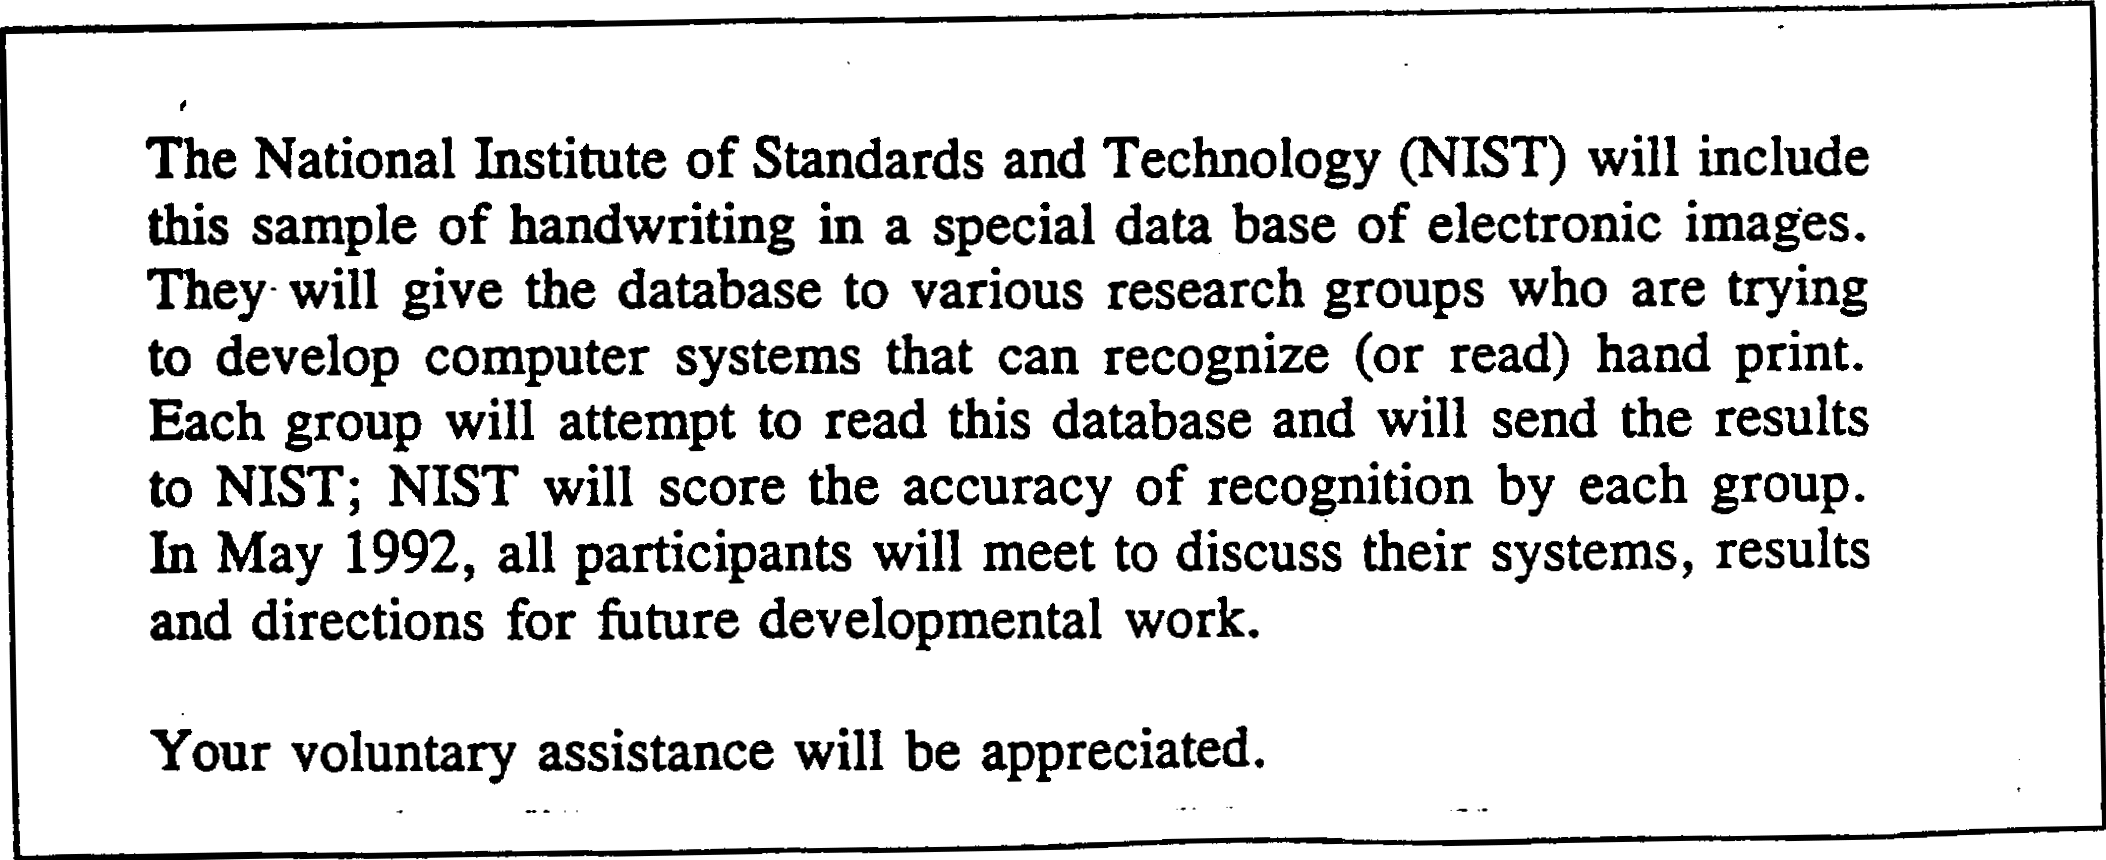 The National Institute of Standards and Technology (NIST) will include
this sample of handwriting in a special data base of electronic images.
They will give the database to various research groups who are trying
to develop computer systems that can recognize (or read) hand print.
Each group will attempt to read this database and will send the results
to NIST; NIST will score the accuracy of recognition by each group.
In May 1992, all participants will meet to discuss their systems, results
and directions for future developmental work.
Your voluntary assistance will be appreciated.